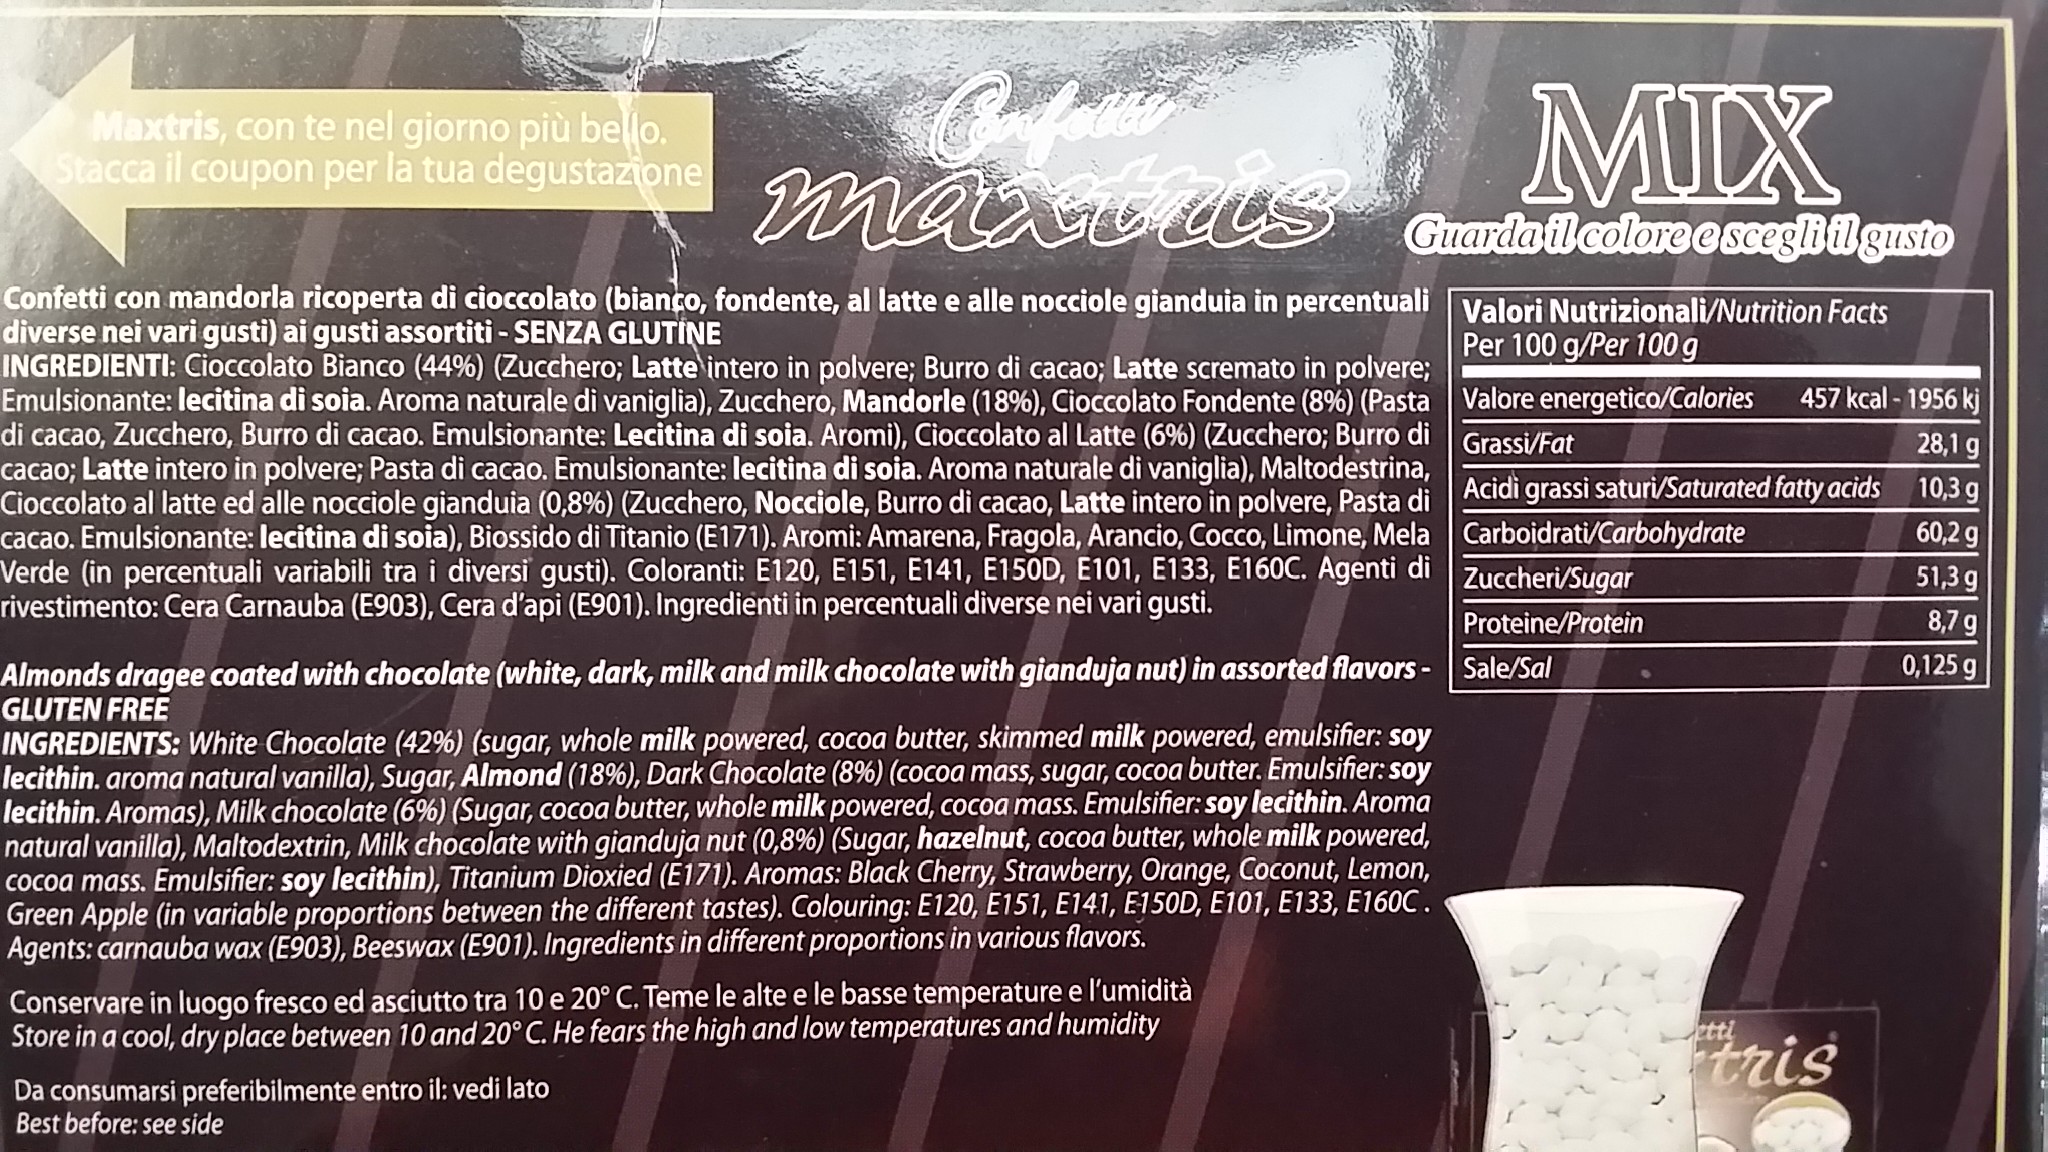 Maxtris, con te nel giorno più bello.
Stacca il coupon per la tua degustazione
Confetti
maxtris
MIX
Guarda il colore e scegli il gusto
Confetti con mandorla ricoperta di cioccolato (bianco, fondente, al latte e alle nocciole gianduia in percentuali
diverse nei vari gusti) ai gusti assortiti - SENZA GLUTINE
INGREDIENTI: Cioccolato Bianco (44%) (Zucchero; Latte intero in polvere; Burro di cacao; Latte scremato in polvere;
Emulsionante: lecitina di soia. Aroma naturale di vaniglia), Zucchero, Mandorle (18%), Cioccolato Fondente (8%) (Pasta
di cacao, Zucchero, Burro di cacao. Emulsionante: Lecitina di soia. Aromi), Cioccolato al Latte (6%) (Zucchero; Burro di
cacao; Latte intero in polvere; Pasta di cacao. Emulsionante: lecitina di soia. Aroma naturale di vaniglia), Maltodestrina,
Cioccolato al latte ed alle nocciole gianduia (0,8%) (Zucchero, Nocciole, Burro di cacao, Latte intero in polvere, Pasta di
cacao. Emulsionante: lecitina di soia), Biossido di Titanio (E171). Aromi: Amarena, Fragola, Arancio, Cocco, Limone, Mela
Verde (in percentuali variabili tra i diversi gusti). Coloranti: E120, E151, E141, E150D, E101, E133, E160C. Agenti di
rivestimento: Cera Carnauba (E903), Cera d'api (E901). Ingredienti in percentuali diverse nei vari gusti.
Almonds dragee coated with chocolate (white, dark, milk and milk chocolate with gianduja nut) in assorted flavors -
GLUTEN FREE
INGREDIENTS: White Chocolate (42%) (sugar, whole milk powered, cocoa butter, skimmed milk powered, emulsifier: soy
lecithin. aroma natural vanilla), Sugar, Almond (18%), Dark Chocolate (8%) (cocoa mass, sugar, cocoa butter. Emulsifier: soy
lecithin. Aromas), Milk chocolate (6%) (Sugar, cocoa butter, whole milk powered, cocoa mass. Emulsifier: soy lecithin. Aroma
natural vanilla), Maltodextrin, Milk chocolate with gianduja nut (0,8%) (Sugar, hazelnut, cocoa butter, whole milk powered,
cocoa mass. Emulsifier: soy lecithin), Titanium Dioxied (E171). Aromas: Black Cherry, Strawberry, Orange, Coconut, Lemon,
Green Apple (in variable proportions between the different tastes). Colouring: E120, E151, E141, E150D, E101, E133, E160C .
Agents: carnauba wax (E903), Beeswax (E901). Ingredients in different proportions in various flavors.
Conservare in luogo fresco ed asciutto tra 10 e 20° C. Teme le alte e le basse temperature e l'umidità
Store in a cool, dry place between 10 and 20° C. He fears the high and low temperatures and humidity
Da consumarsi preferibilmente entro il: vedi lato
Best before: see side
Valori Nutrizionali/Nutrition Facts
Per 100 g/Per 100 g
Valore energetico/Calories 457 kcal - 1956 kj
Grassi/Fat 28,1 g
Acidi grassi saturi/Saturated fatty acids 10,3 g
Carboidrati/Carbohydrate 60,2 g
Zuccheri/Sugar 51,3 g
Proteine/Protein 8,7 g
Sale/Sal 0,125 g
etti
tris